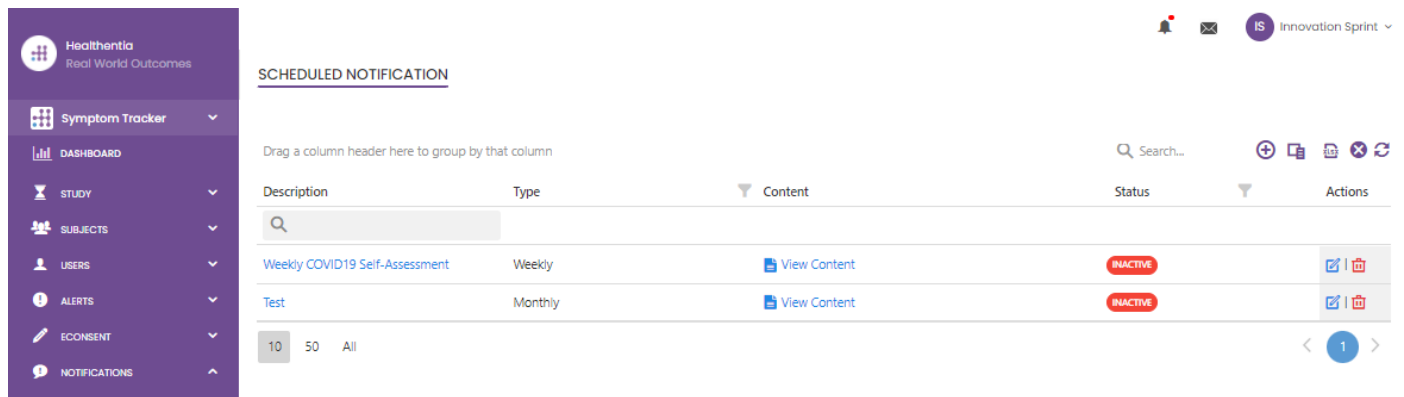 Healthentia
Real World Outcomes
IS Innovation Sprint
SCHEDULED NOTIFICATION
Symptom Tracker
DASHBOARD
STUDY
SUBJECTS
USERS
ALERTS
ECONSENT
NOTIFICATIONS
Drag a column header here to group by that column
Search...
Description Type Content Status Actions
Weekly COVID19 Self-Assessment Weekly View Content INACTIVE
Test Monthly View Content INACTIVE
10 50 All 1